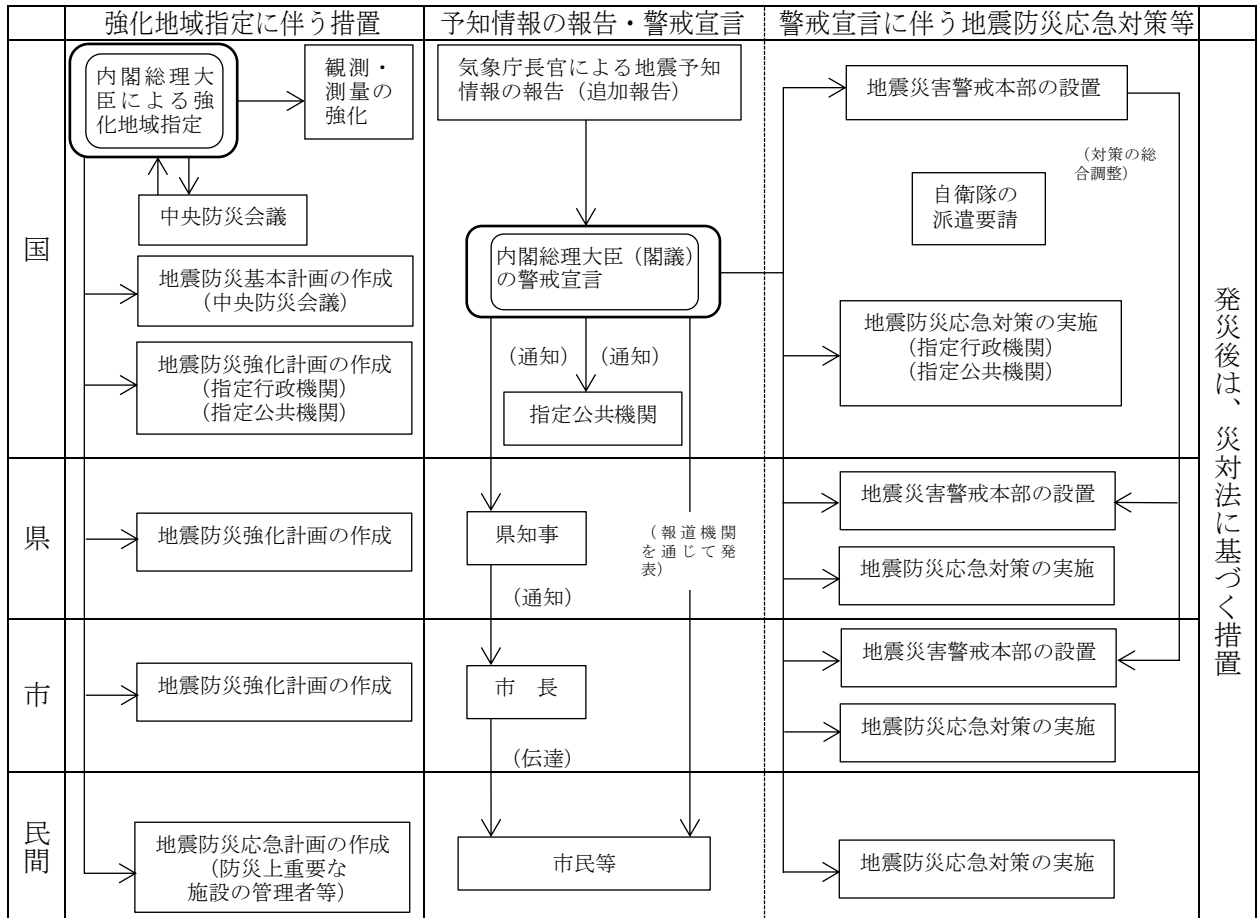 強化地域指定に伴う措置
予知情報の報告・警戒宣言
警戒宣言に伴う地震防災応急対策等
国
内閣総理大
臣による強
化地域指定
観測・
測量の
強化
中央防災会議
地震防災基本計画の作成
（中央防災会議）
地震防災強化計画の作成
（指定行政機関）
（指定公共機関）
気象庁長官による地震予知
情報の報告（追加報告）
内閣総理大臣（閣議）
の警戒宣言
（通知）
（通知）
指定公共機関
地震災害警戒本部の設置
（対策の総
合調整）
自衛隊の
派遣要請
地震防災応急対策の実施
（指定行政機関）
（指定公共機関）
県
地震防災強化計画の作成
県知事
（通知）
（報道機関
を通じて発
表）
地震災害警戒本部の設置
地震防災応急対策の実施
市
地震防災強化計画の作成
市　長
（伝達）
地震災害警戒本部の設置
地震防災応急対策の実施
民間
地震防災応急計画の作成
（防災上重要な
施設の管理者等）
市民等
地震防災応急対策の実施
発災後は、災対法に基づく措置